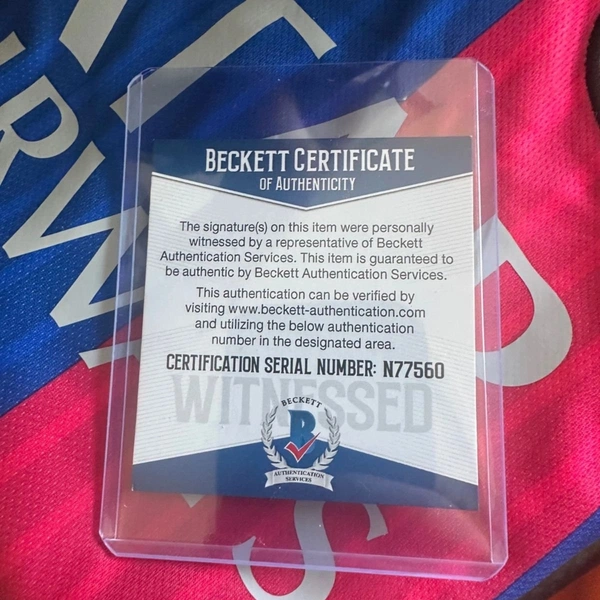 BECKETT CERTIFICATE
OF AUTHENTICITY
The signature(s) on this item were personally
witnessed by a representative of Beckett
Authentication Services. This item is guaranteed to
be authentic by Beckett Authentication Services.
This authentication can be verified by
visiting www.beckett-authentication.com
and utilizing the below authentication
number in the designated area.
CERTIFICATION SERIAL NUMBER: N77560
WITNESSED
BECKETT
B
AUTHENTICATION
SERVICES